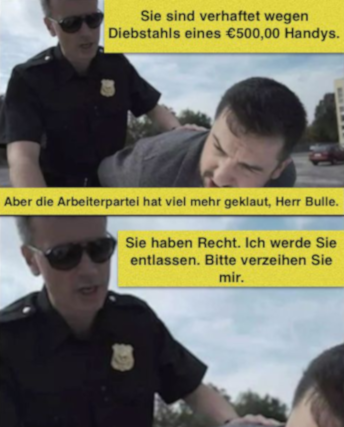 Sie sind verhaftet wegen
Diebstahls eines €500,00 Handys.
Aber die Arbeiterpartei hat viel mehr geklaut, Herr Bulle.
Sie haben Recht. Ich werde Sie
entlassen. Bitte verzeihen Sie
mir.